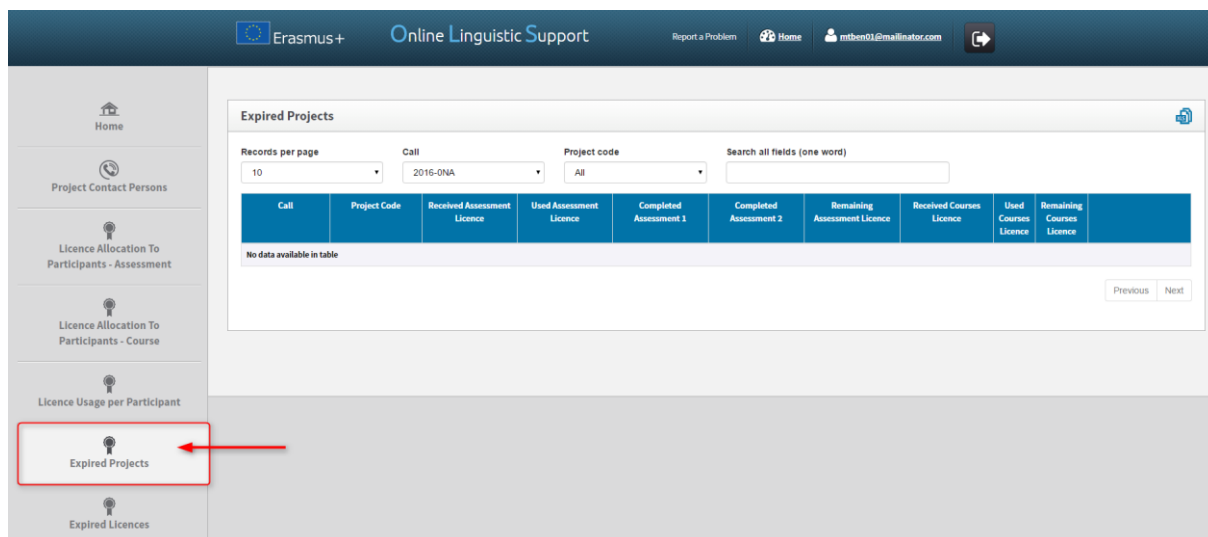 Erasmus+
Online Linguistic Support
Report a Problem
Home
mtben01@mailinator.com
Home
Project Contact Persons
Licence Allocation To
Participants - Assessment
Licence Allocation To
Participants - Course
Licence Usage per Participant
Expired Projects
Expired Licences
Expired Projects
Records per page
Call
Project code
Search all fields (one word)
10
2016-0NA
All
Call
Project Code
Received Assessment
Licence
Used Assessment
Licence
Completed
Assessment 1
Completed
Assessment 2
Remaining
Assessment Licence
Received Courses
Licence
Used
Courses
Licence
Remaining
Courses
Licence
No data available in table
Previous
Next